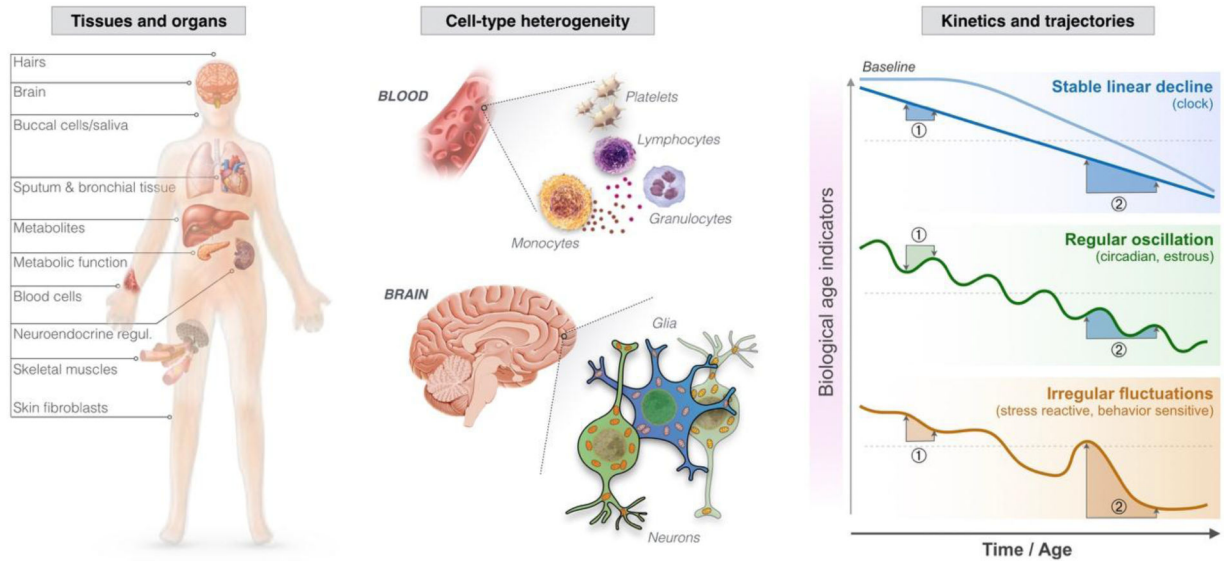 Tissues and organs
Hairs
Brain
Buccal cells/saliva
Sputum & bronchial tissue
Metabolites
Metabolic function
Blood cells
Neuroendocrine regul.
Skeletal muscles
Skin fibroblasts
Cell-type heterogeneity
BLOOD
Platelets
Lymphocytes
Granulocytes
Monocytes
BRAIN
Glia
Neurons
Kinetics and trajectories
Biological age indicators
Baseline
Stable linear decline
(clock)
①
②
Regular oscillation
(circadian, estrous)
①
②
Irregular fluctuations
(stress reactive, behavior sensitive)
①
②
Time / Age